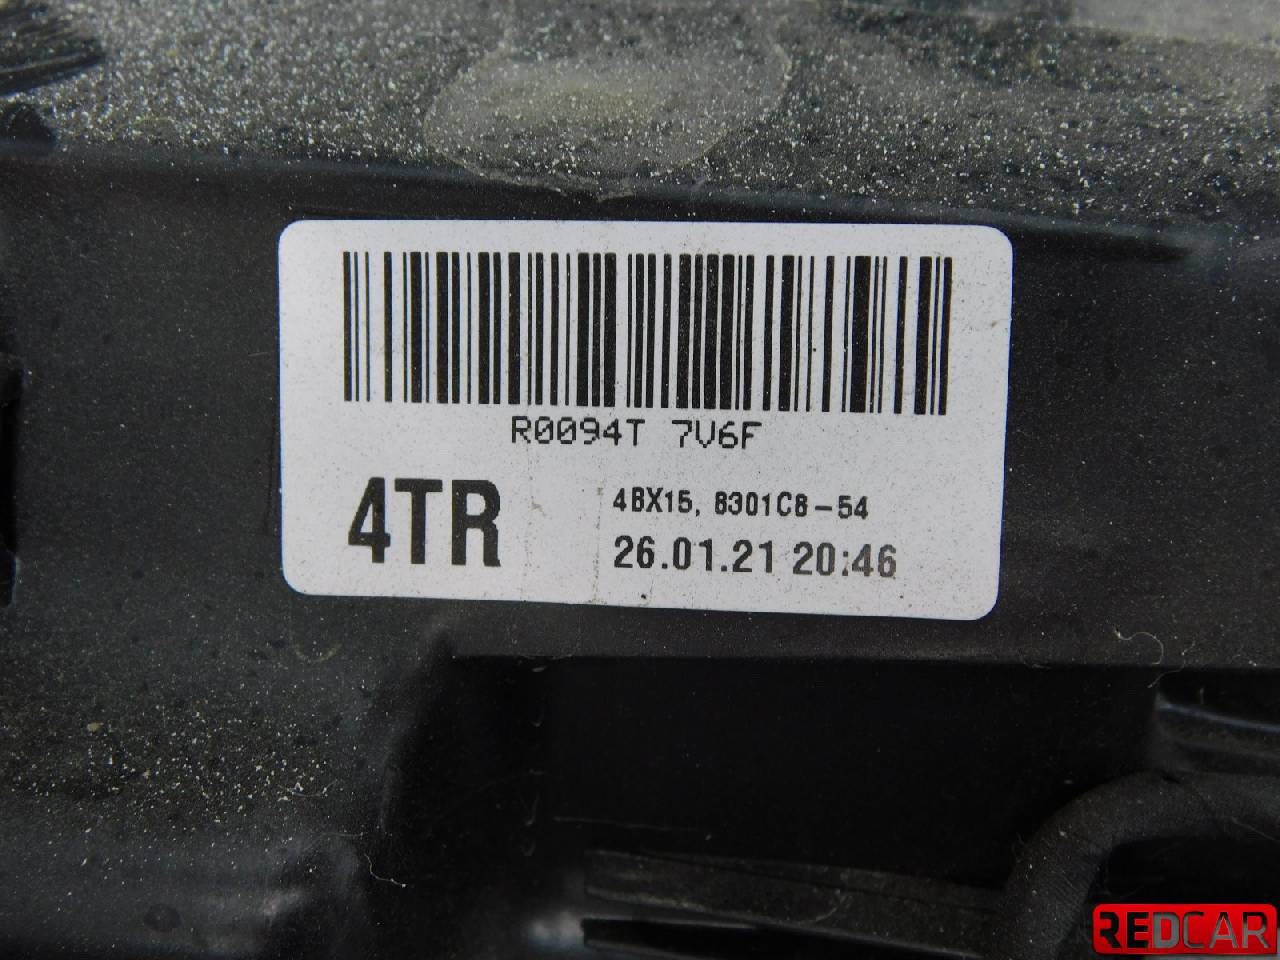 R0094T 7V6F
4TR
4BX15, 8301C8-54
26.01.21 20:46
REDCAR